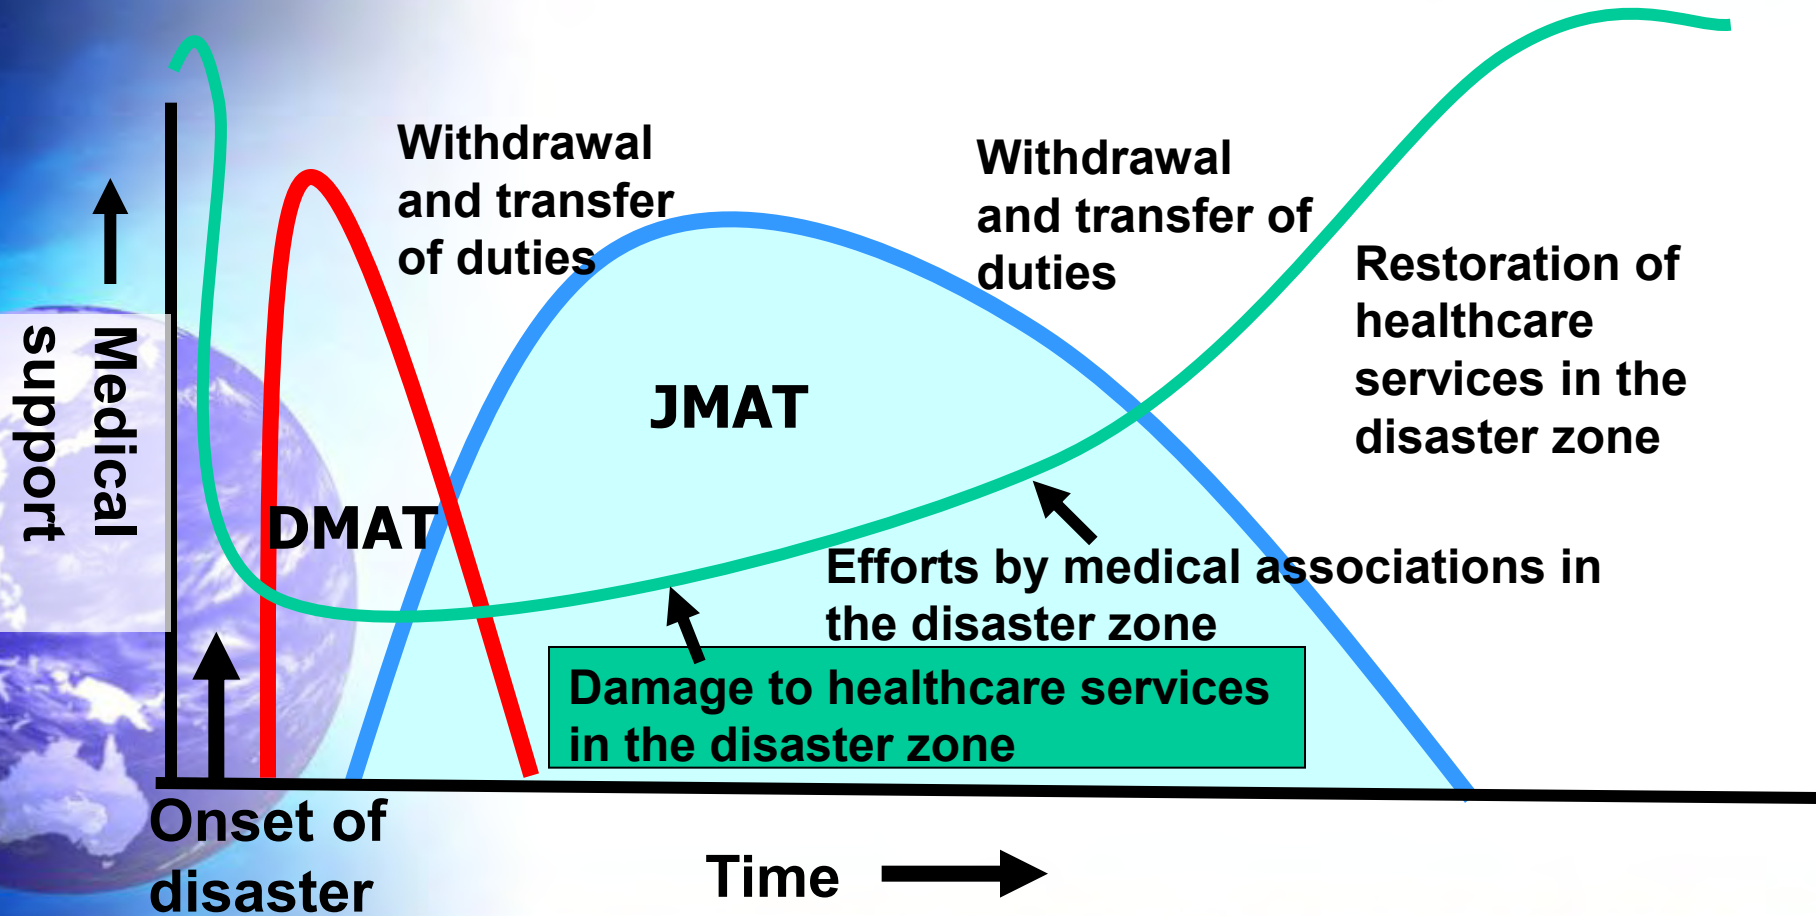 Withdrawal
and transfer
of duties
Withdrawal
and transfer of
duties
Restoration of
healthcare
services in the
disaster zone
Medical
support
JMAT
DMAT
Efforts by medical associations in
the disaster zone
Damage to healthcare services
in the disaster zone
Onset of
disaster
Time